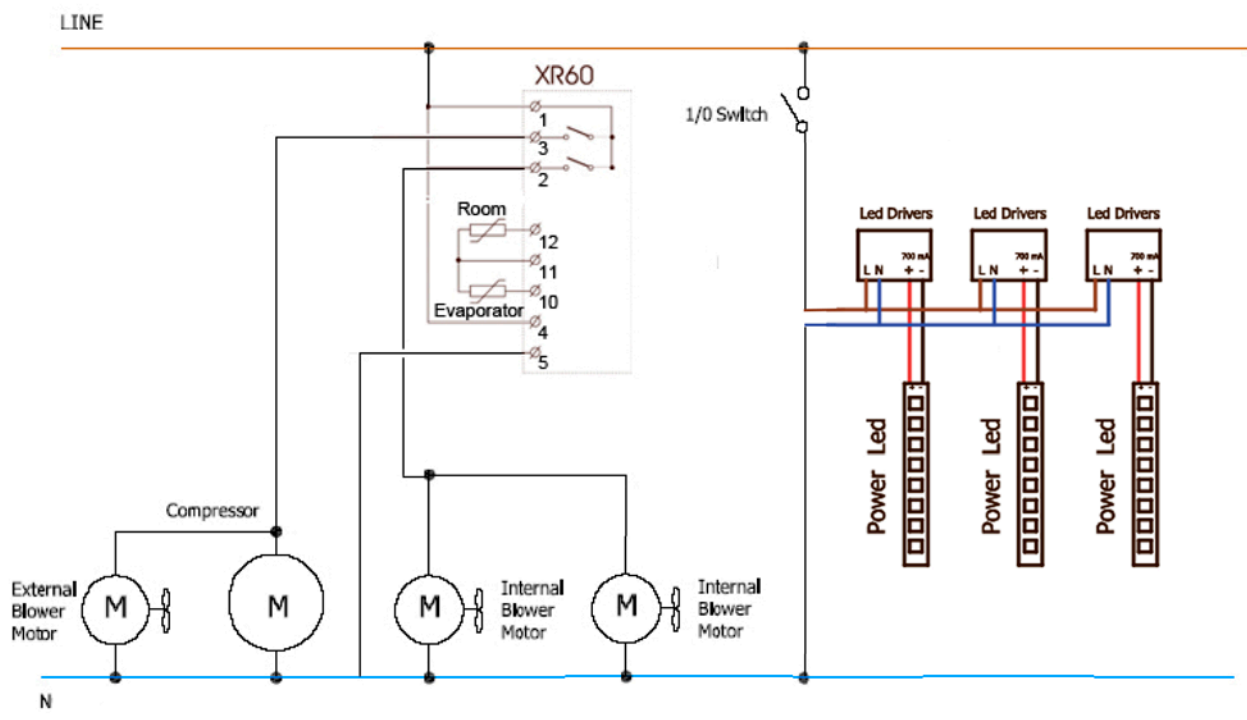 LINE
XR60
1
3
2
1/0 Switch
Room
12
11
10
Evaporator
4
5
Led Drivers
Led Drivers
Led Drivers
700 mA
700 mA
700 mA
L N + -
L N + -
L N + -
+ -
+ -
+ -
Power Led
Power Led
Power Led
Compressor
External
Blower
Motor
M
M
M
Internal
Blower
Motor
M
Internal
Blower
Motor
N